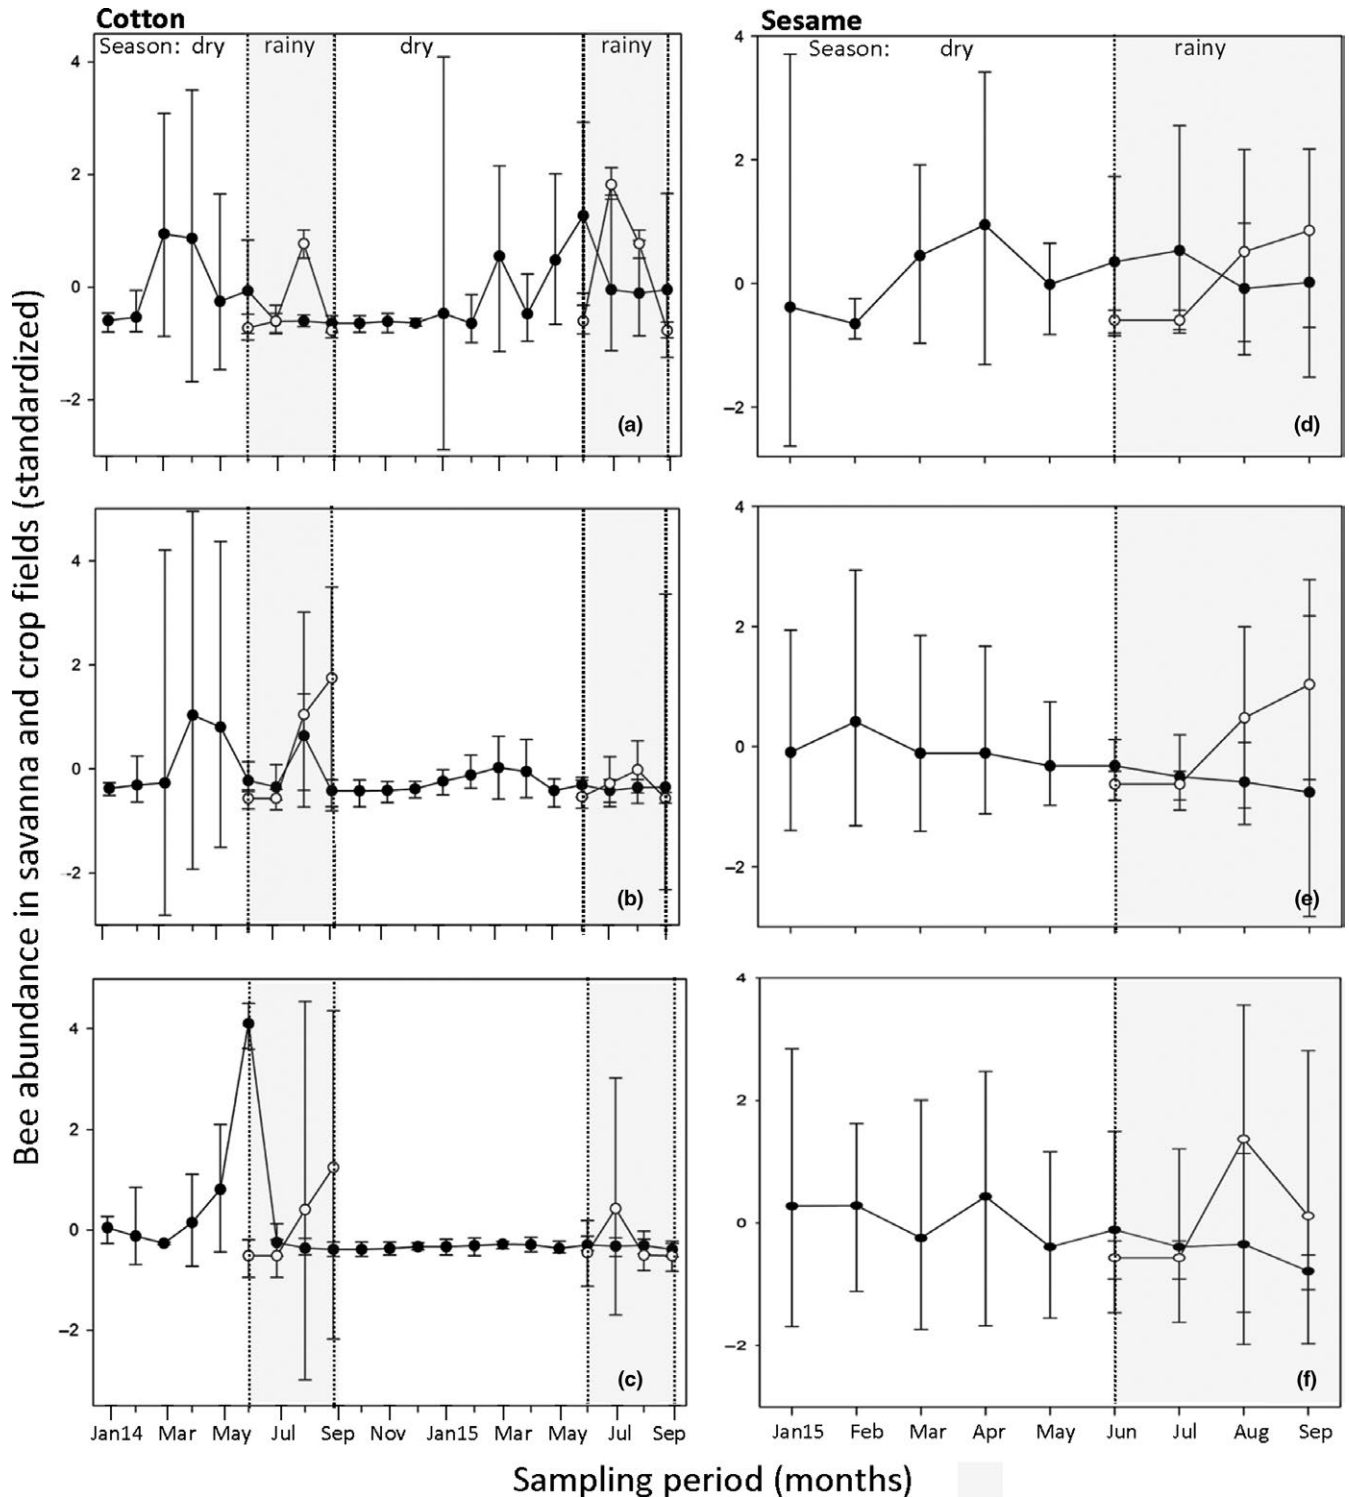 Cotton
Sesame
Season: dry rainy dry rainy
Season: dry rainy
Bee abundance in savanna and crop fields (standardized)
4
2
0
–2
(a)
4
2
0
–2
(d)
4
2
0
–2
(b)
4
2
0
–2
(e)
4
2
0
–2
(c)
4
2
0
–2
(f)
Jan14 Mar May Jul Sep Nov Jan15 Mar May Jul Sep
Jan15 Feb Mar Apr May Jun Jul Aug Sep
Sampling period (months)